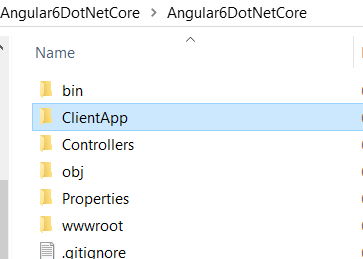 Angular6DotNetCore > Angular6DotNetCore
Name
bin
ClientApp
Controllers
obj
Properties
wwwroot
.gitignore